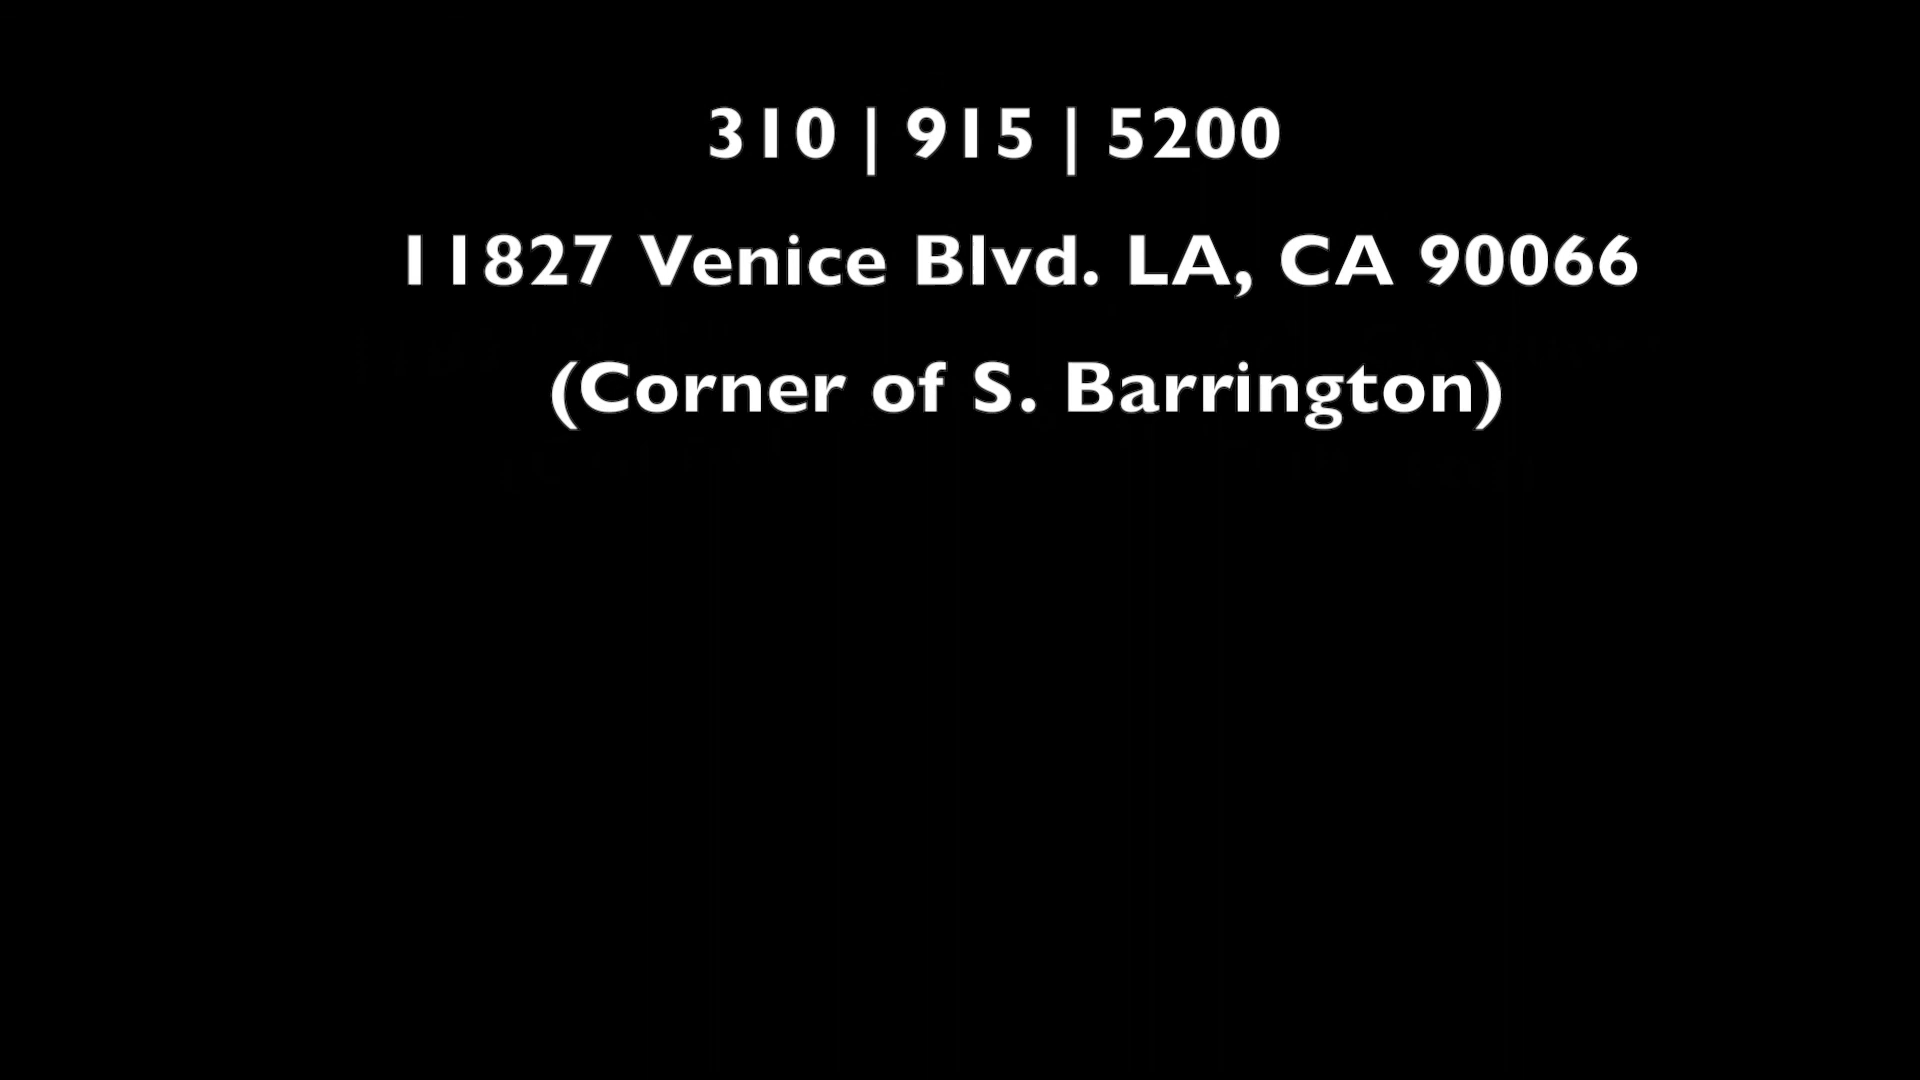 310 | 915 | 5200
11827 Venice Blvd. LA, CA 90066
(Corner of S. Barrington)